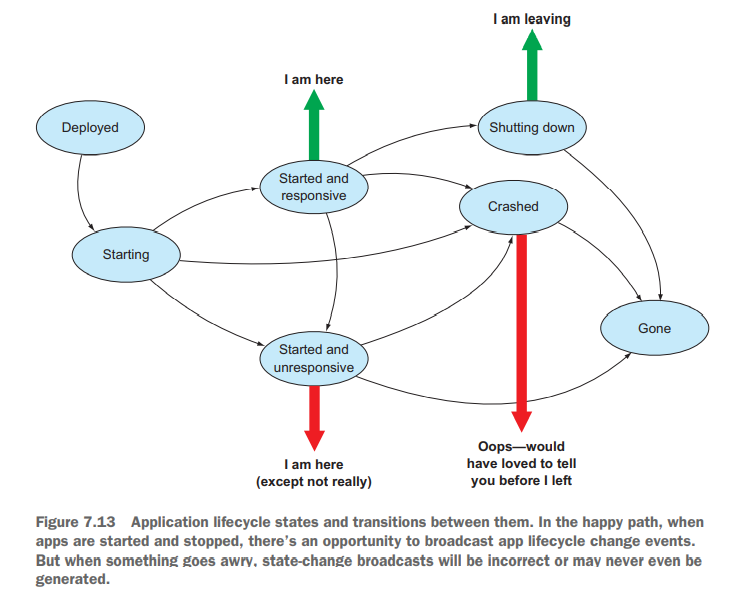 I am leaving
I am here
Deployed
Shutting down
Started and
responsive
Crashed
Starting
Gone
Started and
unresponsive
I am here
(except not really)
Oops—would
have loved to tell
you before I left
Figure 7.13 Application lifecycle states and transitions between them. In the happy path, when
apps are started and stopped, there's an opportunity to broadcast app lifecycle change events.
But when something goes awry, state-change broadcasts will be incorrect or may never even be
generated.